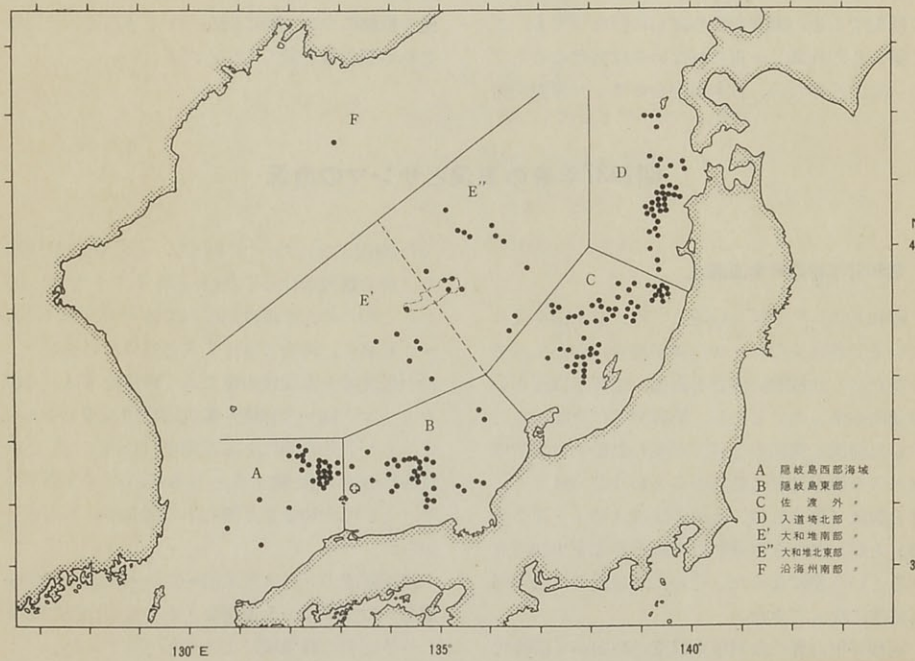 F
D
E''
C
E'
B
A
A 隠岐島西部海域
B 隠岐島東部 〃
C 佐渡外 〃
D 入道埼北部 〃
E' 大和堆南部 〃
E'' 大和堆北東部 〃
F 沿海州南部 〃
4
3
130° E
135°
140°